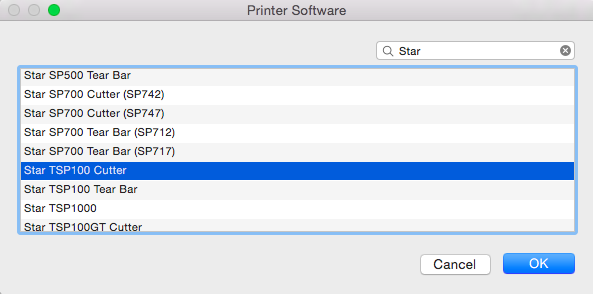 Printer Software
Star
Star SP500 Tear Bar
Star SP700 Cutter (SP742)
Star SP700 Cutter (SP747)
Star SP700 Tear Bar (SP712)
Star SP700 Tear Bar (SP717)
Star TSP100 Cutter
Star TSP100 Tear Bar
Star TSP1000
Star TSP100GT Cutter
Cancel OK